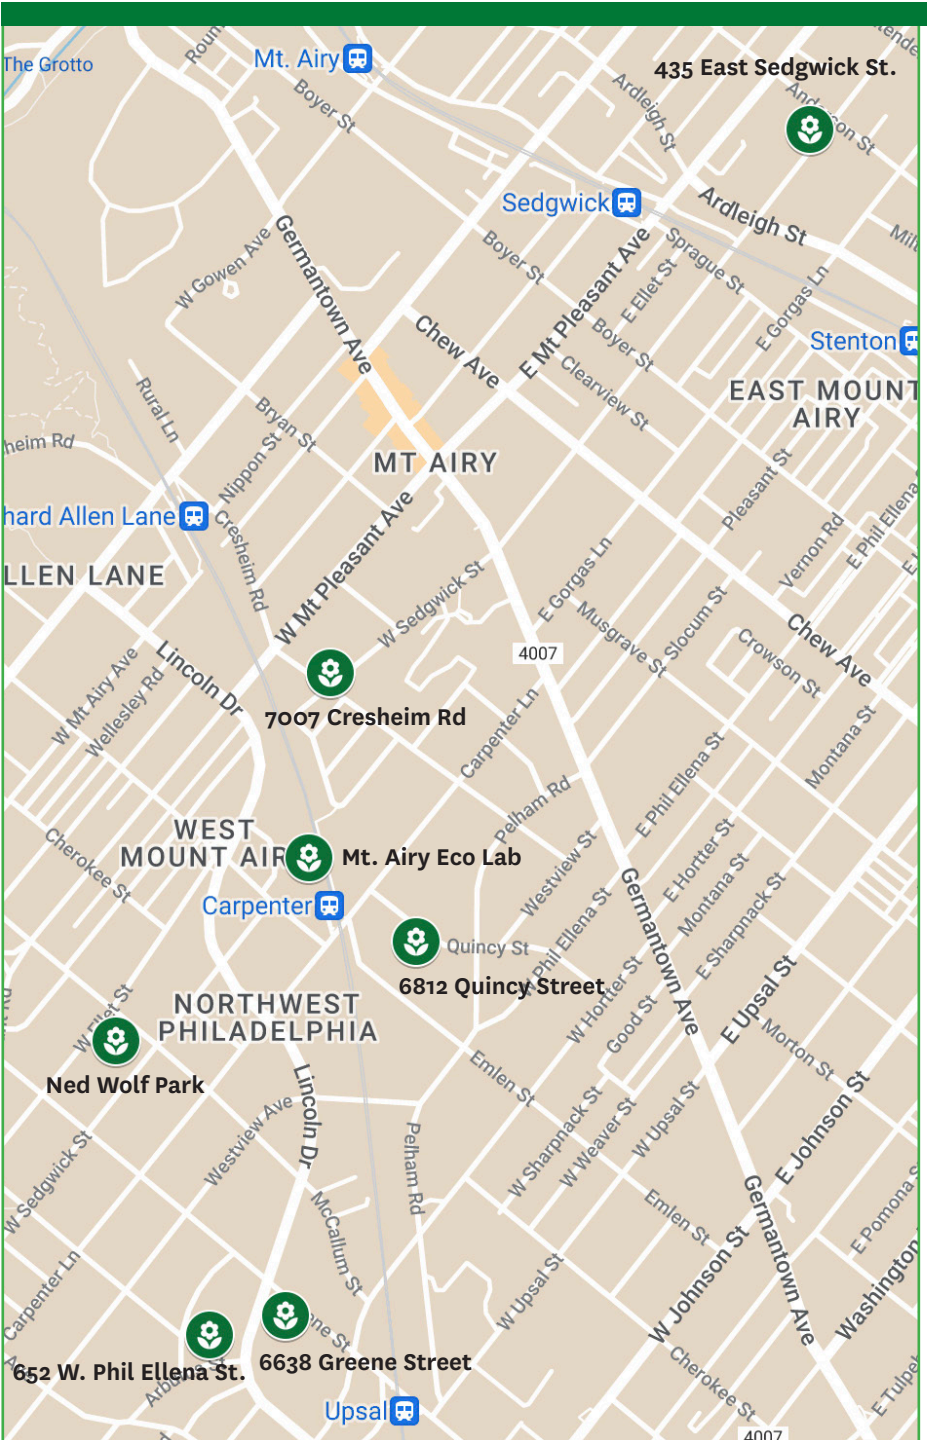 The Grotto
Mt. Airy
435 East Sedgwick St.
Boyer St
Ardleigh St
Anderson St
Sedgwick
Ardleigh St
W Gowen Ave
Germantown Ave
Boyer St
E Mt Pleasant Ave
Sprague St
E Ellet St
E Gorgas Ln
Stenton
Chew Ave
Boyer St
Clearview St
EAST MOUNT
AIRY
Rural Ln
Bryan St
heim Rd
Nippon St
MT AIRY
Pleasant St
hard Allen Lane
Cresheim Rd
W Mt Pleasant Ave
Vernon Rd
E Phil Ellena
LLEN LANE
W Sedgwick St
E Gorgas Ln
Musgrave St
Slocum St
Chew Ave
Crowson St
4007
Lincoln Dr
W Mt Airy Ave
Wellesley Rd
7007 Cresheim Rd
Carpenter Ln
Montana St
E Phil Ellena St
Pelham Rd
WEST
MOUNT AIR
Cherokee St
Mt. Airy Eco Lab
Westview St
E Hortter St
Montana St
E Sharpnack St
Germantown Ave
Carpenter
Quincy St
W Phil Ellena St
6812 Quincy Street
W Hortter St
Good St
E Upsal St
Morton St
NORTHWEST
PHILADELPHIA
W Ellet St
Ned Wolf Park
Emlen St
Lincoln Dr
Westview Ave
Pelham Rd
W Sharpnack St
W Weaver St
W Upsal St
E Johnson St
W Sedgwick St
McCallum St
Emlen St
Germantown Ave
E Pomona S
Washington
Carpenter Ln
W Upsal St
W Johnson St
ne St
652 W. Phil Ellena St.
6638 Greene Street
Cherokee St
E Tulpe
Upsal
4007